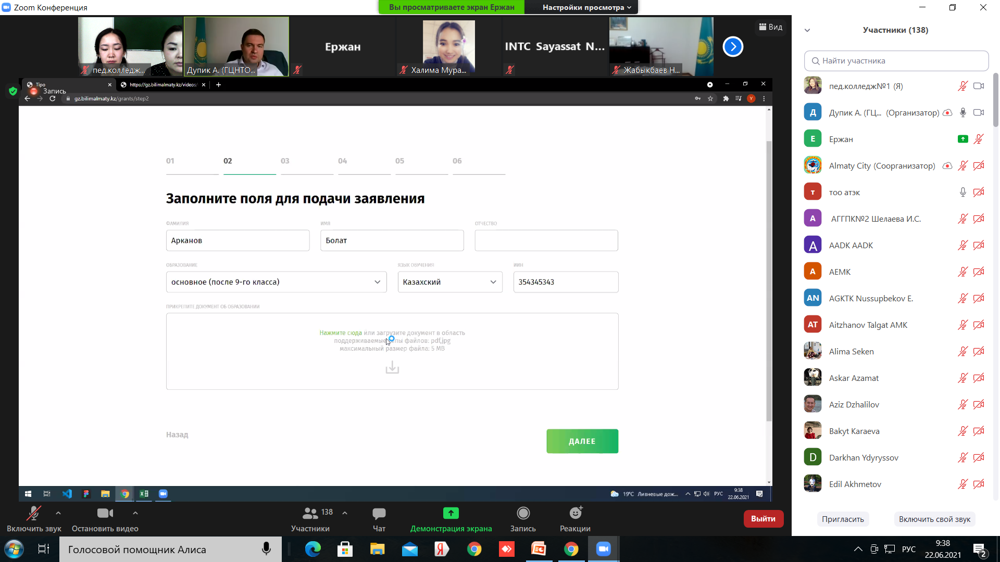 Zoom Конференция
Вы просматриваете экран Ержан
Настройки просмотра
пед.колледж...
Дупик А. (ГЦНТО...
Ержан
Халима Мура...
INTC Sayassat N...
Жабыкбаев Н...
Вид
Tipo
https://gz.bilimalmaty.kz/videos/
Запись
gz.bilimalmaty.kz/grants/step2
Y
01 02 03 04 05 06
Заполните поля для подачи заявления
ФАМИЛИЯ ИМЯ ОТЧЕСТВО
Арканов Болат
ОБРАЗОВАНИЕ ЯЗЫК ОБУЧЕНИЯ ИИН
основное (после 9-го класса) Казахский 354345343
ПРИКРЕПИТЕ ДОКУМЕНТ ОБ ОБРАЗОВАНИИ
Нажмите сюда или загрузите документ в область
поддерживаемые типы файлов: pdf,jpg
максимальный размер файла: 5 MB
Назад
ДАЛЕЕ
19°C Ливневые дож...
РУС
9:38
22.06.2021
Включить звук
Остановить видео
138
Участники
Чат
Демонстрация экрана
Запись
Реакции
Выйти
Участники (138)
Найти участника
пед.колледж№1 (Я)
Д
Дупик А. (ГЦ... (Организатор)
Е
Ержан
Almaty City (Соорганизатор)
т
тоо атэк
А
АГГПК№2 Шелаева И.С.
A
AADK AADK
А
АЕМК
AN
AGKTK Nussupbekov E.
AT
Aitzhanov Talgat AMK
Alima Seken
Askar Azamat
Aziz Dzhalilov
Bakyt Karaeva
D
Darkhan Ydyryssov
Edil Akhmetov
Пригласить
Включить свой звук
Голосовой помощник Алиса
РУС
9:38
22.06.2021
2